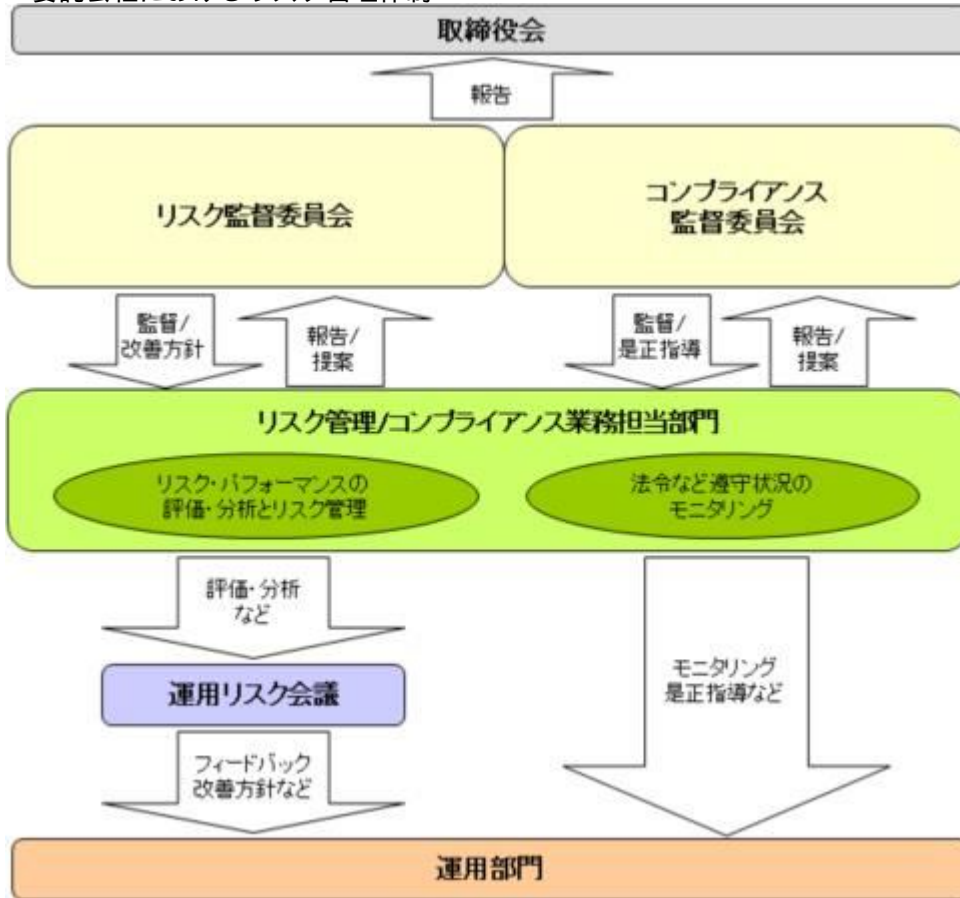 取締役会
報告
リスク監督委員会
コンプライアンス
監督委員会
監督/
改善方針
報告/
提案
監督/
是正指導
報告/
提案
リスク管理/コンプライアンス業務担当部門
リスク・パフォーマンスの
評価・分析とリスク管理
法令など遵守状況の
モニタリング
評価・分析
など
運用リスク会議
フィードバック
改善方針など
モニタリング
是正指導など
運用部門